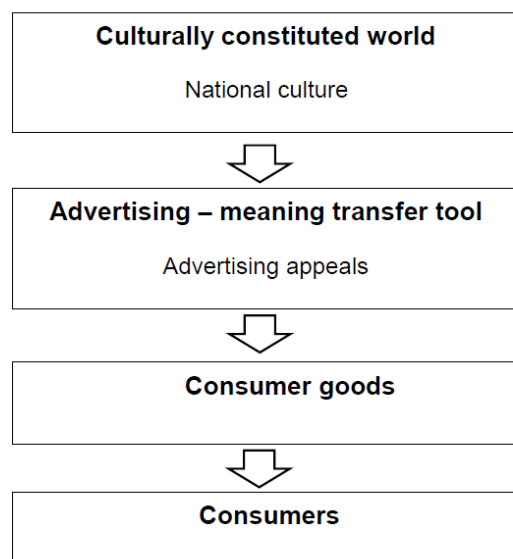 Culturally constituted world
National culture
Advertising – meaning transfer tool
Advertising appeals
Consumer goods
Consumers